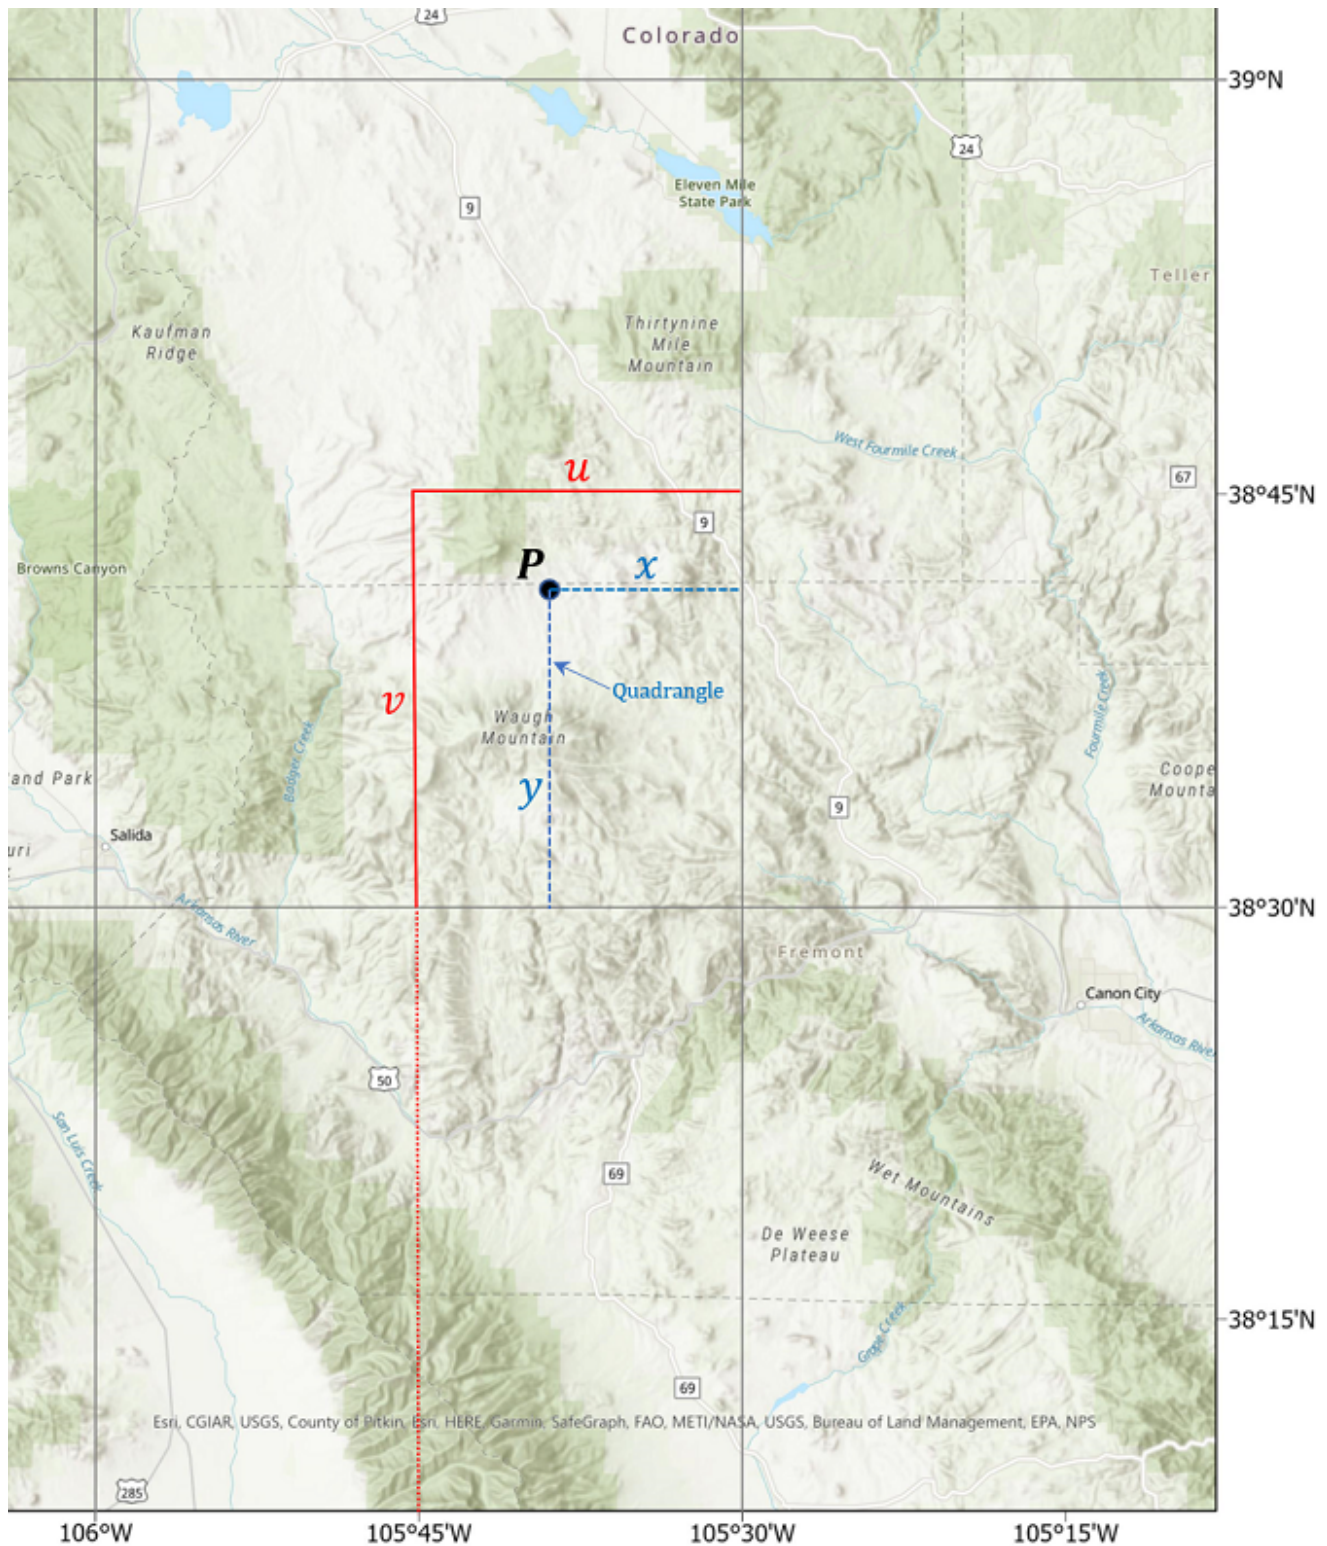 24
Colorado
39°N
24
Eleven Mile
State Park
9
Teller
Kaufman
Ridge
Thirtynine
Mile
Mountain
West Fourmile Creek
u
67
38°45'N
9
P
x
Browns Canyon
Quadrangle
v
Fourmile Creek
Waugh
Mountain
Badger Creek
and Park
y
Coope
Mounta
9
Salida
uri
Arkansas River
38°30'N
Fremont
Canon City
Arkansas River
50
San Luis Creek
69
Wet Mountains
De Weese
Plateau
38°15'N
Grape Creek
69
Esri, CGIAR, USGS, County of Pitkin, Esri, HERE, Garmin, SafeGraph, FAO, METI/NASA, USGS, Bureau of Land Management, EPA, NPS
285
106°W
105°45'W
105°30'W
105°15'W